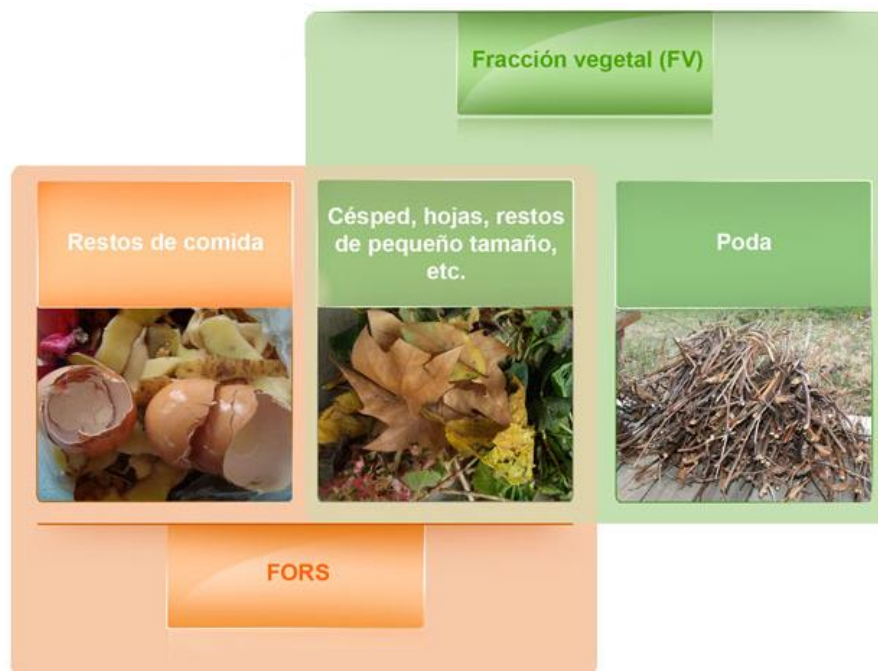 Fracción vegetal (FV)
Restos de comida
Césped, hojas, restos
de pequeño tamaño,
etc.
Poda
FORS